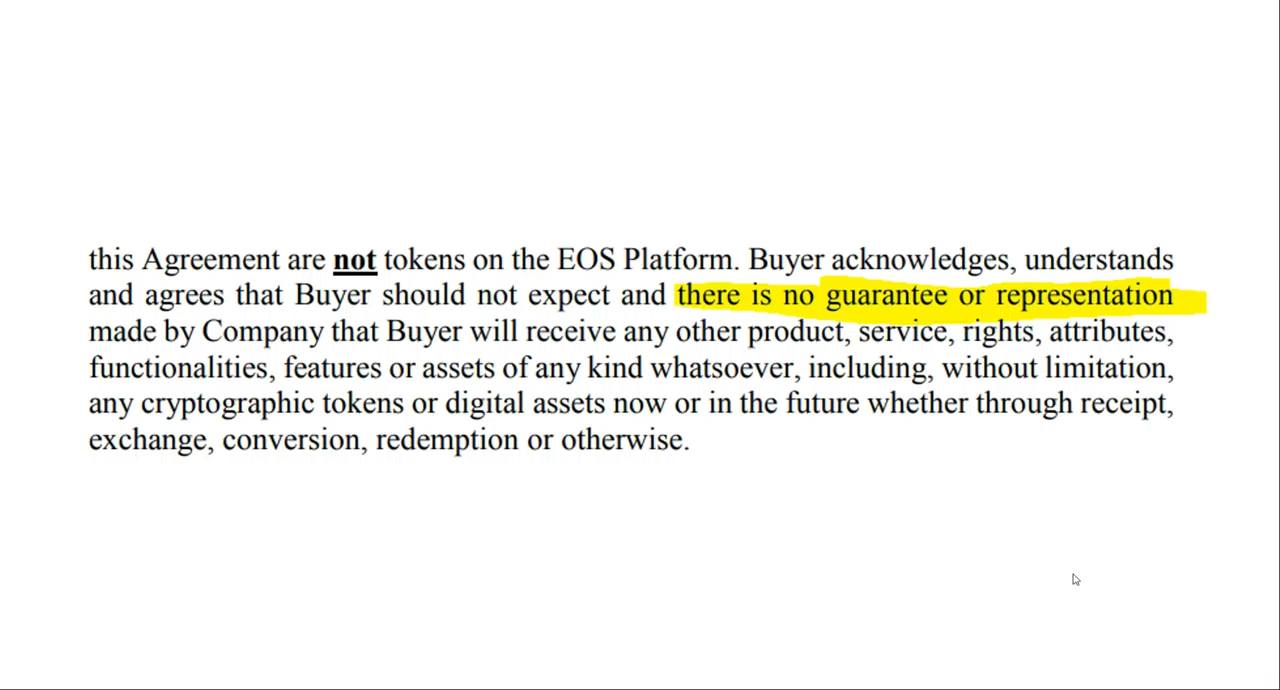 this Agreement are not tokens on the EOS Platform. Buyer acknowledges, understands
and agrees that Buyer should not expect and there is no guarantee or representation
made by Company that Buyer will receive any other product, service, rights, attributes,
functionalities, features or assets of any kind whatsoever, including, without limitation,
any cryptographic tokens or digital assets now or in the future whether through receipt,
exchange, conversion, redemption or otherwise.